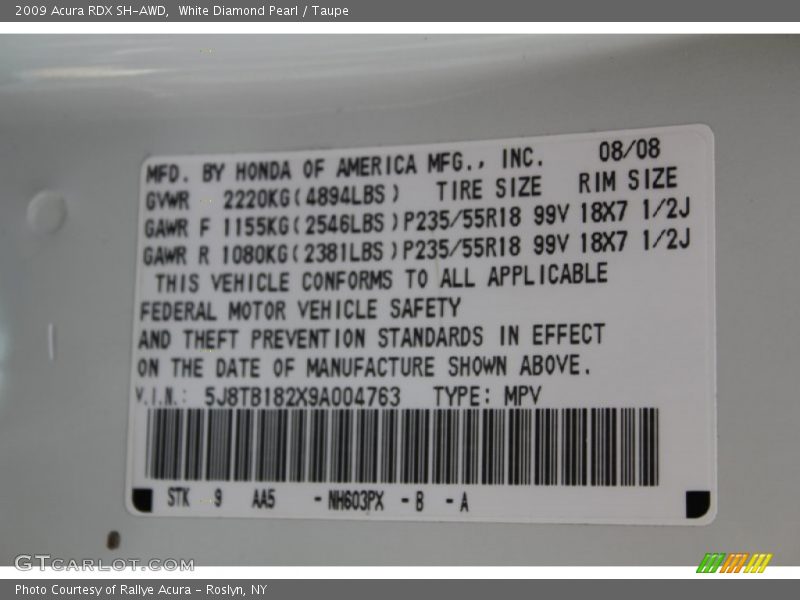 2009 Acura RDX SH-AWD,  White Diamond Pearl / Taupe
MFD. BY HONDA OF AMERICA MFG., INC. 08/08
GVWR 2220KG(4894LBS) TIRE SIZE RIM SIZE
GAWR F 1155KG(2546LBS)P235/55R18 99V 18X7 1/2J
GAWR R 1080KG(2381LBS)P235/55R18 99V 18X7 1/2J
THIS VEHICLE CONFORMS TO ALL APPLICABLE
FEDERAL MOTOR VEHICLE SAFETY
AND THEFT PREVENTION STANDARDS IN EFFECT
ON THE DATE OF MANUFACTURE SHOWN ABOVE.
V.I.N.: 5J8TB182X9A004763 TYPE: MPV
STK 9 AA5 -NH603PX -B -A
GTCARLOT.COM
Photo Courtesy of Rallye Acura - Roslyn, NY